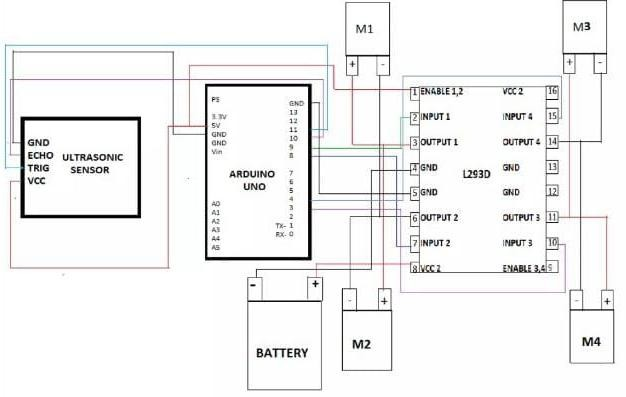 M1
M3
+ -
+ -
PS
3.3V
5V
GND
GND
Vin
A0
A1
A2
A3
A4
A5
ARDUINO
UNO
GND
13
12
11
10
9
8
7
6
5
4
3
2
TX- 1
RX- 0
GND
ECHO
TRIG
VCC
ULTRASONIC
SENSOR
1 ENABLE 1,2
2 INPUT 1
3 OUTPUT 1
4 GND
5 GND
6 OUTPUT 2
7 INPUT 2
8 VCC 2
L293D
VCC 2 16
INPUT 4 15
OUTPUT 4 14
GND 13
GND 12
OUTPUT 3 11
INPUT 3 10
ENABLE 3,4 9
- +
BATTERY
- +
M2
- +
M4